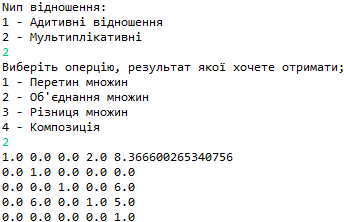 Nип відношення:
1 - Адитивні відношення
2 - Мультиплікативні
2
Виберіть оперцію, результат якої хочете отримати;
1 - Перетин множин
2 - Об'єднання множин
3 - Різниця множин
4 - Композиція
2
1.0 0.0 0.0 2.0 8.366600265340756
0.0 1.0 0.0 0.0 0.0
0.0 0.0 1.0 0.0 6.0
0.0 6.0 0.0 1.0 5.0
0.0 0.0 0.0 0.0 1.0